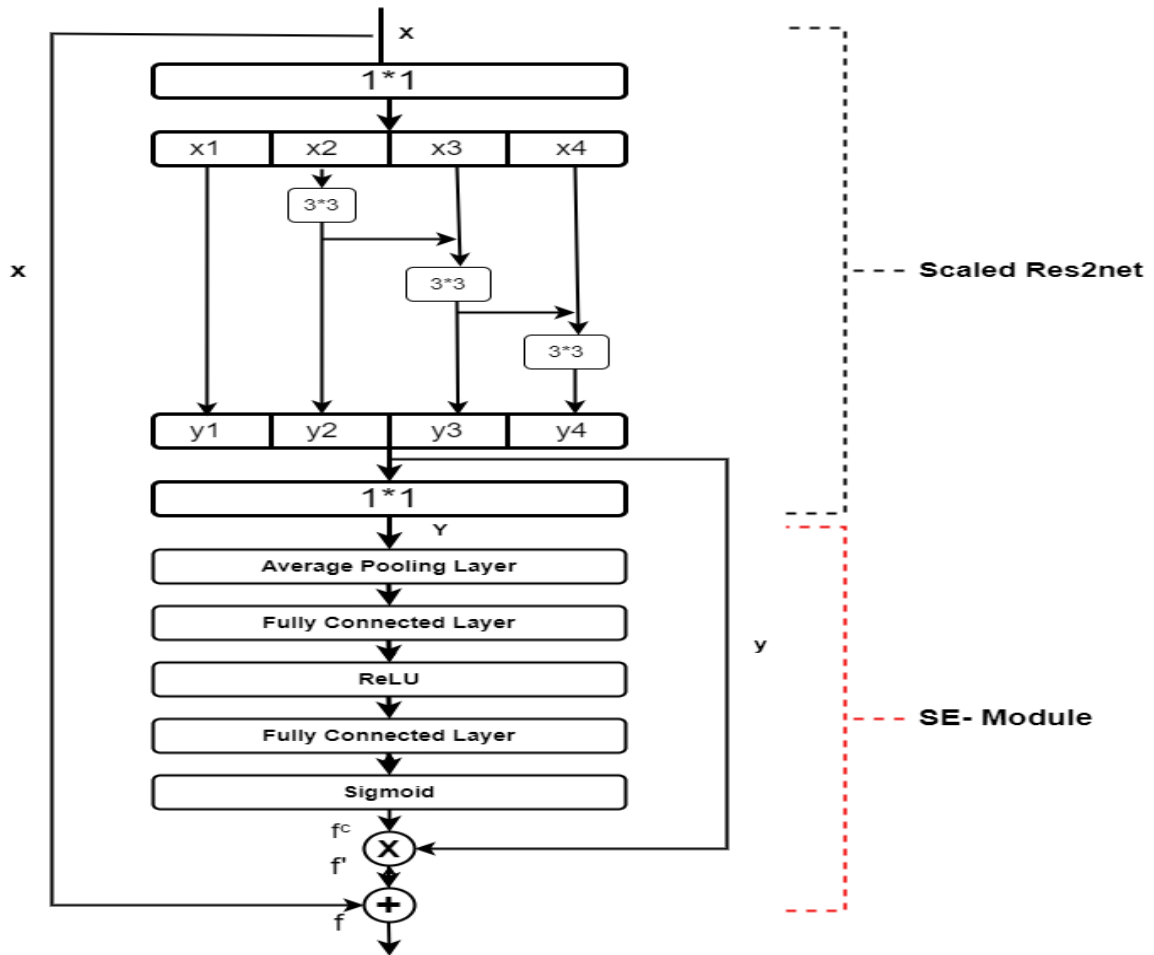 x
1*1
x1 x2 x3 x4
3*3
x
Scaled Res2net
3*3
3*3
y1 y2 y3 y4
1*1
Y
Average Pooling Layer
Fully Connected Layer
y
ReLU
SE- Module
Fully Connected Layer
Sigmoid
fᶜ
X
f'
+
f